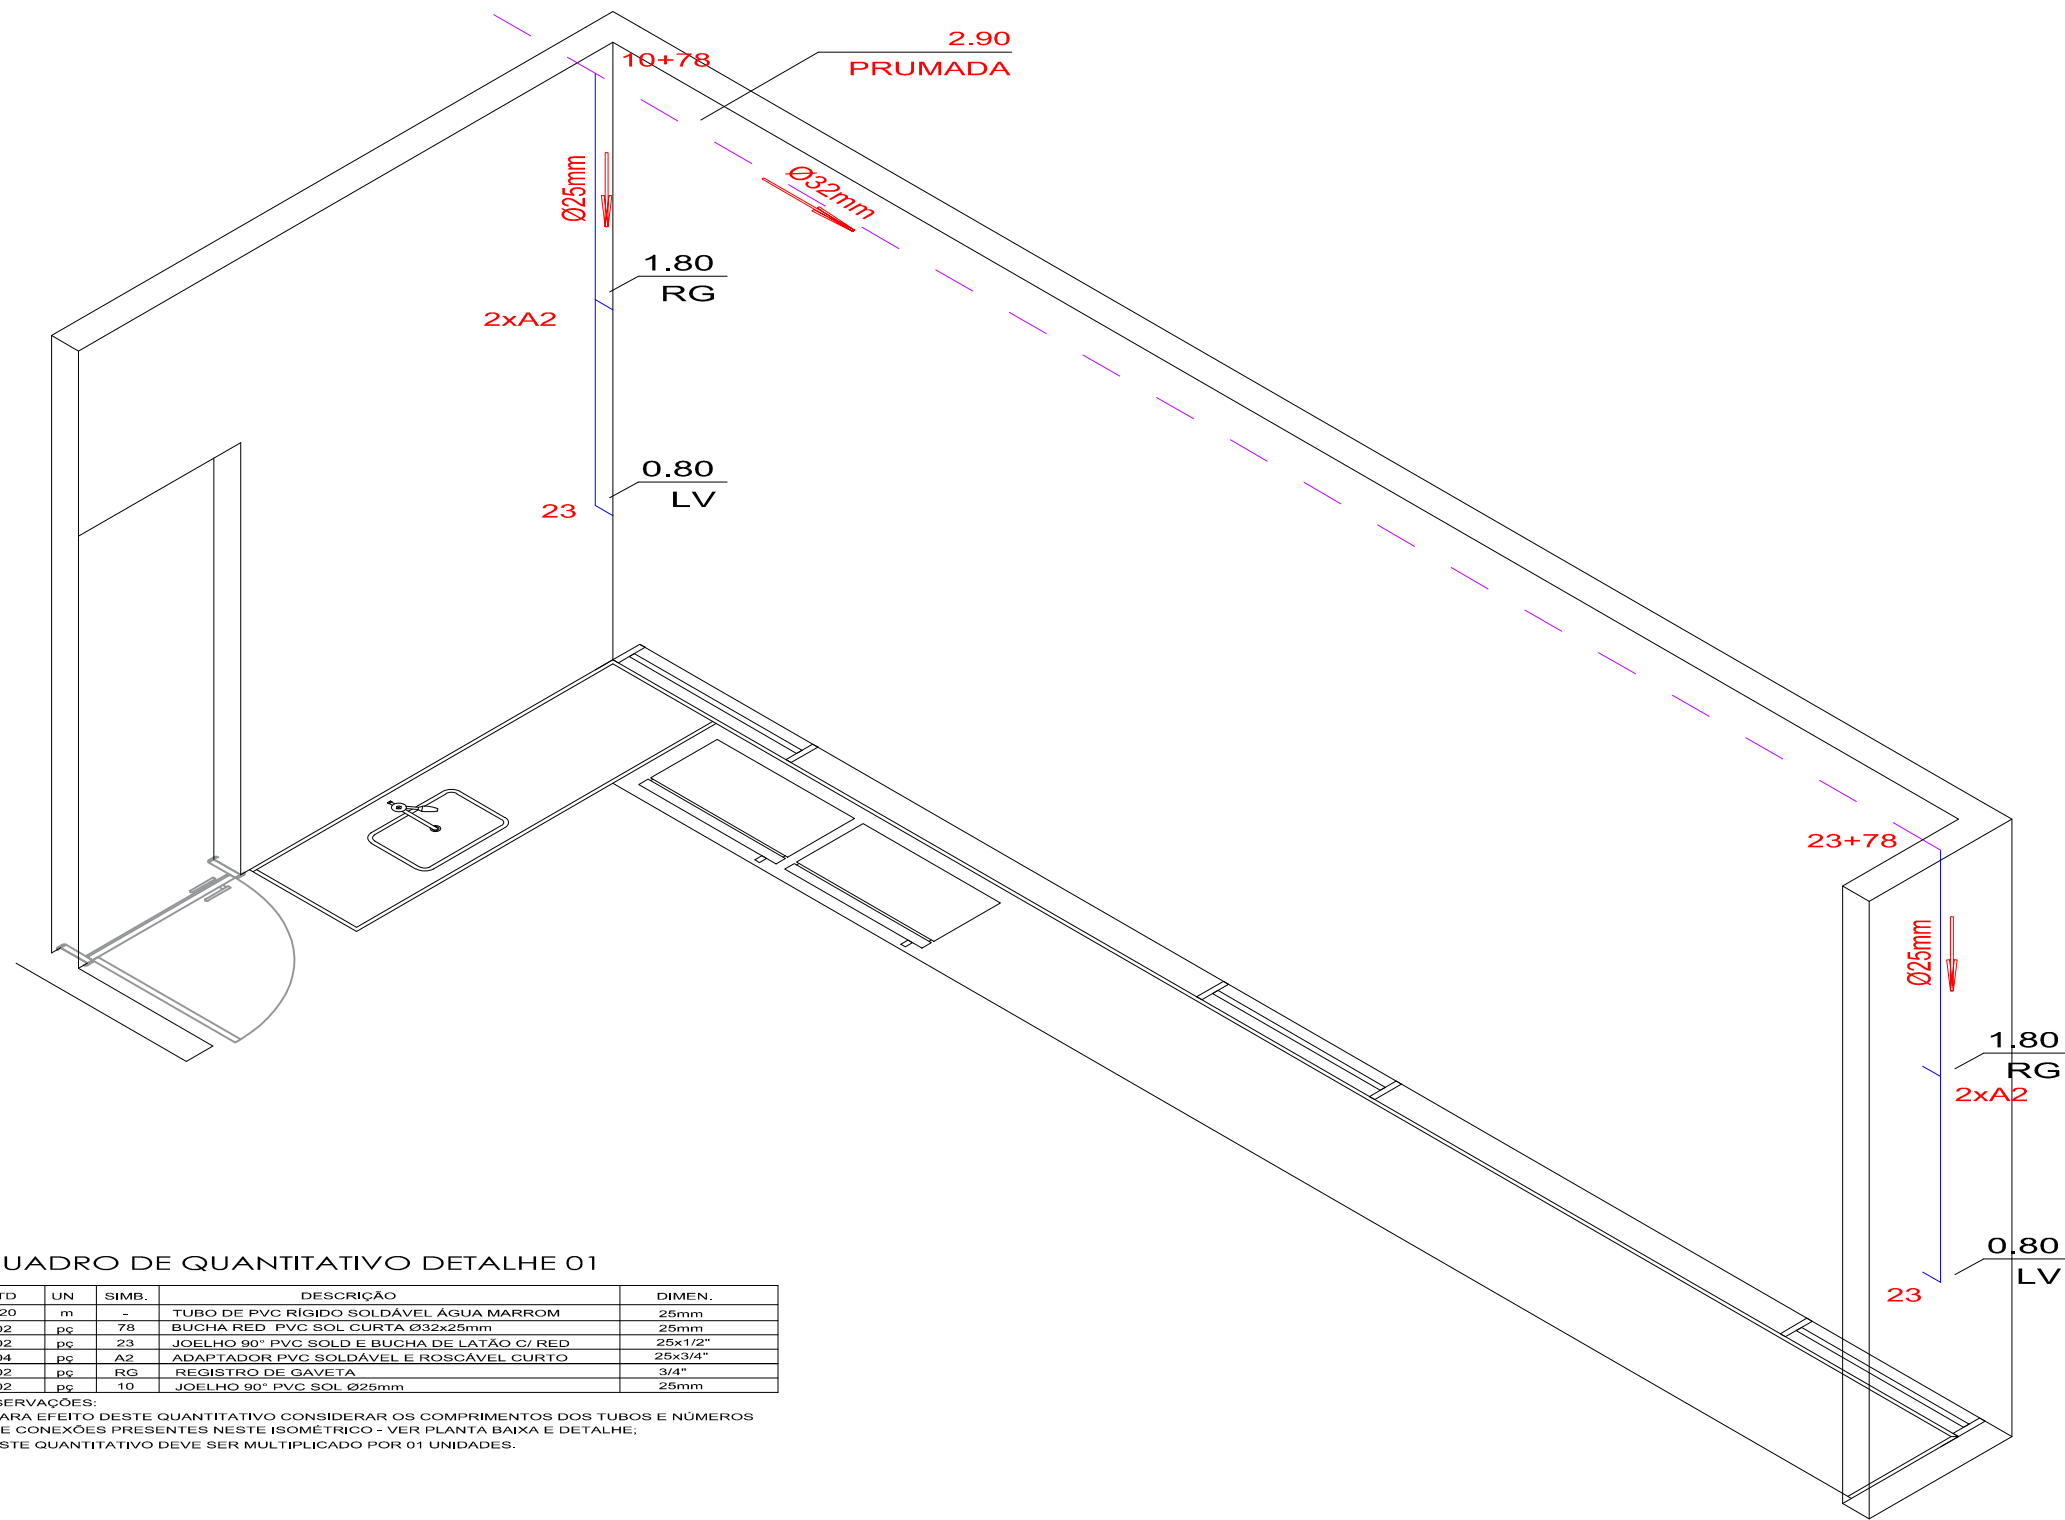 2.90
PRUMADA
10+78
Ø25mm
Ø32mm
1.80
RG
2xA2
0.80
LV
23
23+78
Ø25mm
1.80
RG
2xA2
0.80
LV
23
UADRO DE QUANTITATIVO DETALHE 01
TD UN SIMB. DESCRIÇÃO DIMEN.
20 m - TUBO DE PVC RÍGIDO SOLDÁVEL ÁGUA MARROM 25mm
02 pç 78 BUCHA RED PVC SOL CURTA Ø32x25mm 25mm
02 pç 23 JOELHO 90° PVC SOLD E BUCHA DE LATÃO C/ RED 25x1/2"
04 pç A2 ADAPTADOR PVC SOLDÁVEL E ROSCÁVEL CURTO 25x3/4"
02 pç RG REGISTRO DE GAVETA 3/4"
02 pç 10 JOELHO 90° PVC SOL Ø25mm 25mm
SERVAÇÕES:
ARA EFEITO DESTE QUANTITATIVO CONSIDERAR OS COMPRIMENTOS DOS TUBOS E NÚMEROS
E CONEXÕES PRESENTES NESTE ISOMÉTRICO - VER PLANTA BAIXA E DETALHE;
STE QUANTITATIVO DEVE SER MULTIPLICADO POR 01 UNIDADES.